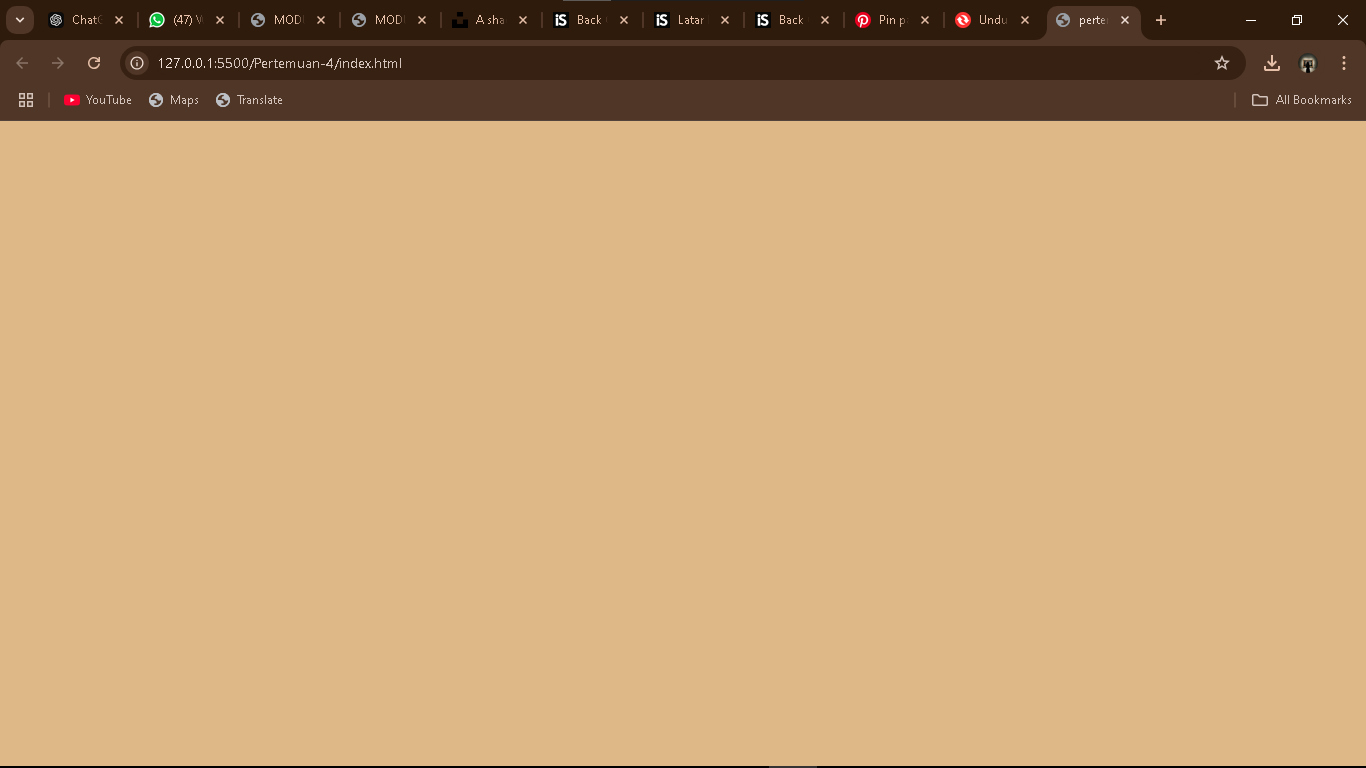 ChatG (47) W MODI MODI A sha Back Latar Back Pin p Undu perte
127.0.0.1:5500/Pertemuan-4/index.html
YouTube Maps Translate All Bookmarks